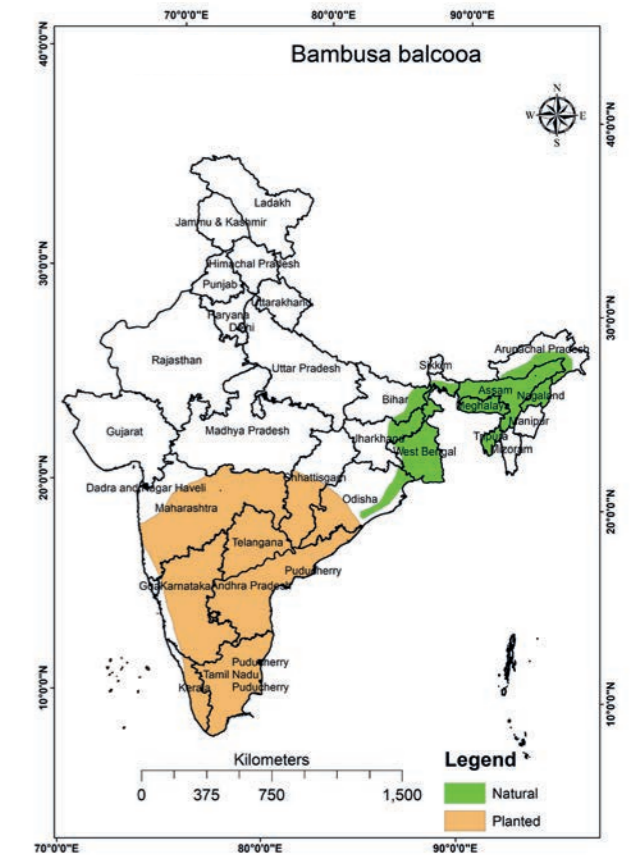 70°0'0"E
80°0'0"E
90°0'0"E
Bambusa balcooa
40°0'0"N
40°0'0"N
N
W
E
S
Ladakh
Jammu & Kashmir
Himachal Pradesh
30°0'0"N
Punjab
Uttarakhand
30°0'0"N
Haryana
Delhi
Arunachal Pradesh
Rajasthan
Sikkim
Uttar Pradesh
Assam
Nagaland
Bihar
Meghalaya
Manipur
Gujarat
Madhya Pradesh
Jharkhand
Tripura
West Bengal
Mizoram
20°0'0"N
Chhattisgarh
Dadra and Nagar Haveli
Odisha
20°0'0"N
Maharashtra
Telangana
Puducherry
Goa
Karnataka
Andhra Pradesh
Puducherry
Tamil Nadu
10°0'0"N
Kerala
Puducherry
10°0'0"N
Kilometers
0 375 750 1,500
Legend
Natural
Planted
70°0'0"E
80°0'0"E
90°0'0"E